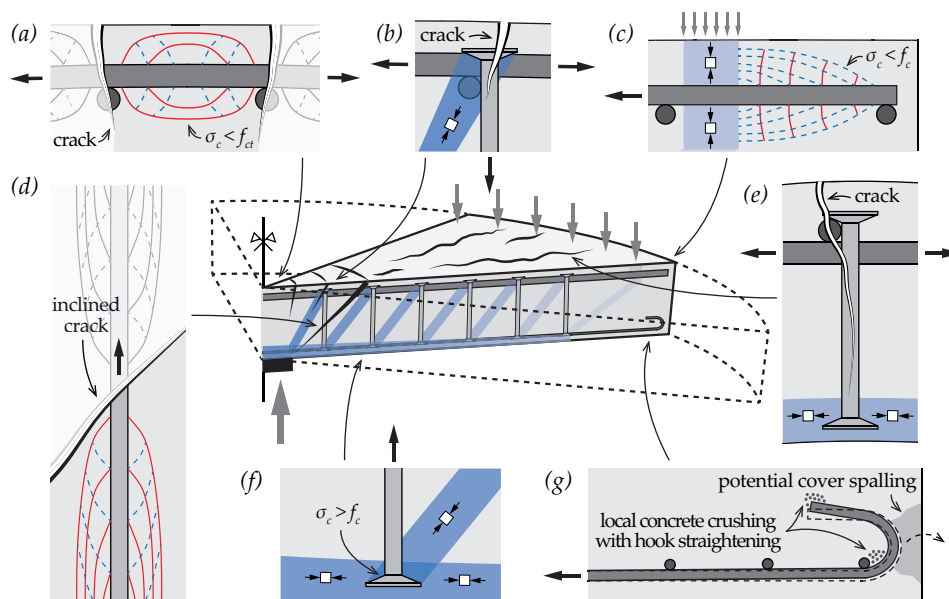 (a)
crack
σc < fct
(b)
crack
(c)
σc < fc
(d)
inclined
crack
(e)
crack
(f)
σc > fc
(g)
potential cover spalling
local concrete crushing
with hook straightening